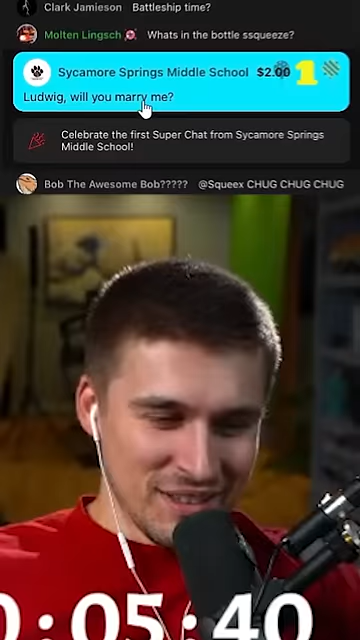 Clark Jamieson Battleship time?
Molten Lingsch Whats in the bottle ssqueeze?
Sycamore Springs Middle School $2.00 1
Ludwig, will you marry me?
Celebrate the first Super Chat from Sycamore Springs
Middle School!
Bob The Awesome Bob????? @Squeex CHUG CHUG CHUG
0:05:40